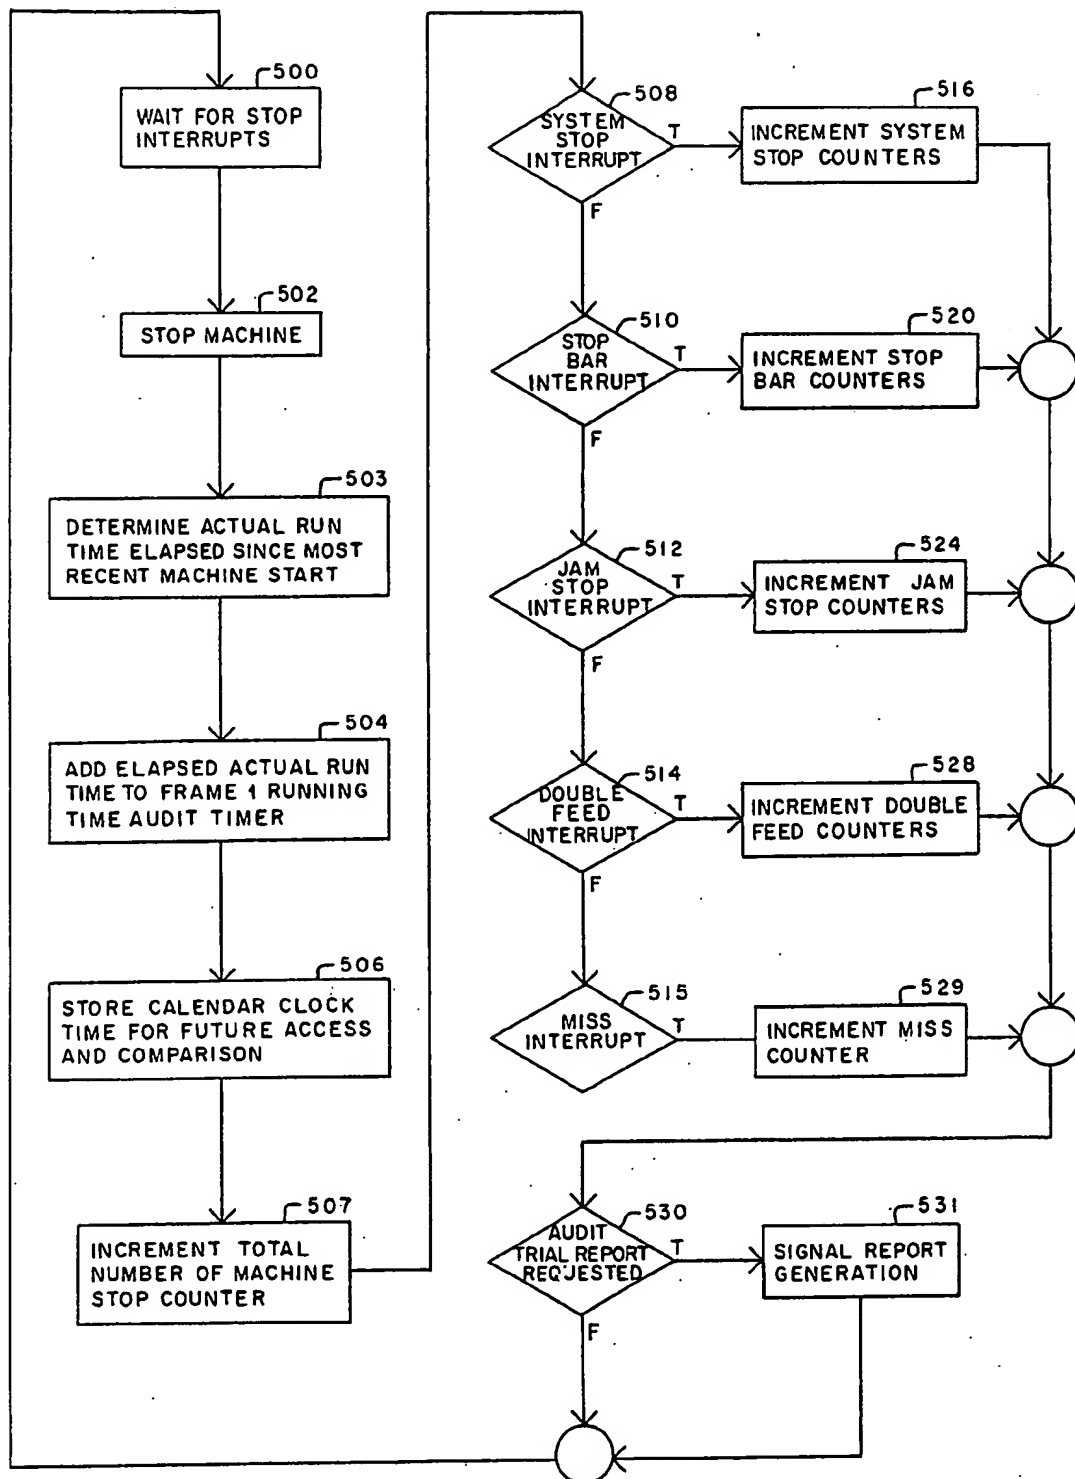 500
WAIT FOR STOP
INTERRUPTS
502
STOP MACHINE
503
DETERMINE ACTUAL RUN
TIME ELAPSED SINCE MOST
RECENT MACHINE START
504
ADD ELAPSED ACTUAL RUN
TIME TO FRAME 1 RUNNING
TIME AUDIT TIMER
506
STORE CALENDAR CLOCK
TIME FOR FUTURE ACCESS
AND COMPARISON
507
INCREMENT TOTAL
NUMBER OF MACHINE
STOP COUNTER
508
SYSTEM
STOP
INTERRUPT
T
F
516
INCREMENT SYSTEM
STOP COUNTERS
510
STOP
BAR
INTERRUPT
T
F
520
INCREMENT STOP
BAR COUNTERS
512
JAM
STOP
INTERRUPT
T
F
524
INCREMENT JAM
STOP COUNTERS
514
DOUBLE
FEED
INTERRUPT
T
F
528
INCREMENT DOUBLE
FEED COUNTERS
515
MISS
INTERRUPT
T
529
INCREMENT MISS
COUNTER
530
AUDIT
TRIAL REPORT
REQUESTED
T
F
531
SIGNAL REPORT
GENERATION